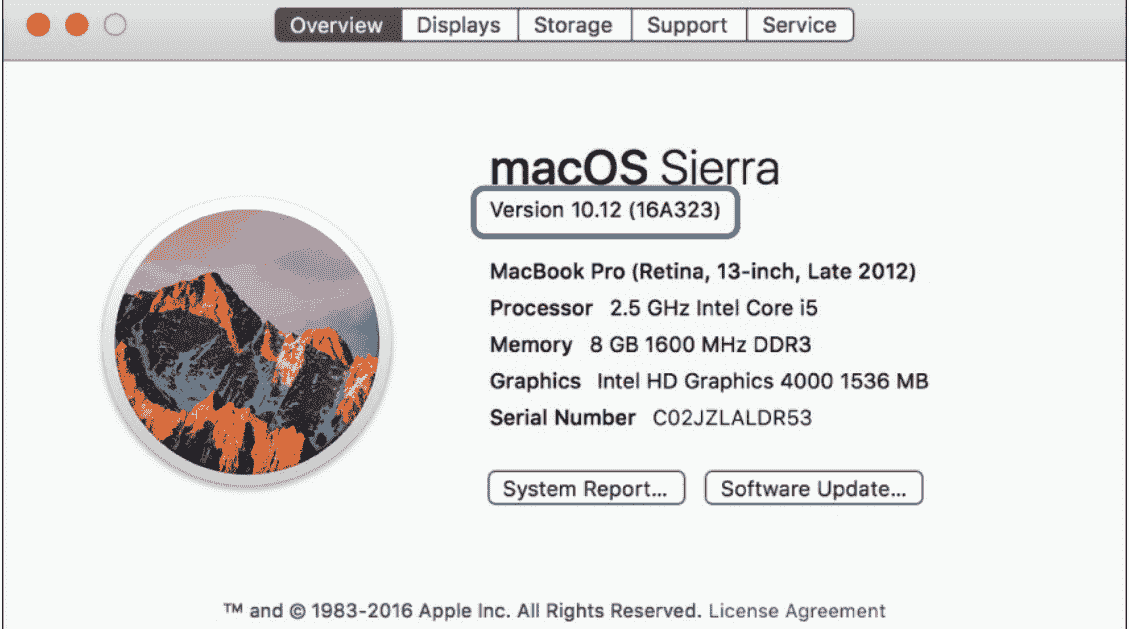 Overview Displays Storage Support Service
macOS Sierra
Version 10.12 (16A323)
MacBook Pro (Retina, 13-inch, Late 2012)
Processor 2.5 GHz Intel Core i5
Memory 8 GB 1600 MHz DDR3
Graphics Intel HD Graphics 4000 1536 MB
Serial Number C02JZLALDR53
System Report... Software Update...
™ and © 1983-2016 Apple Inc. All Rights Reserved. License Agreement